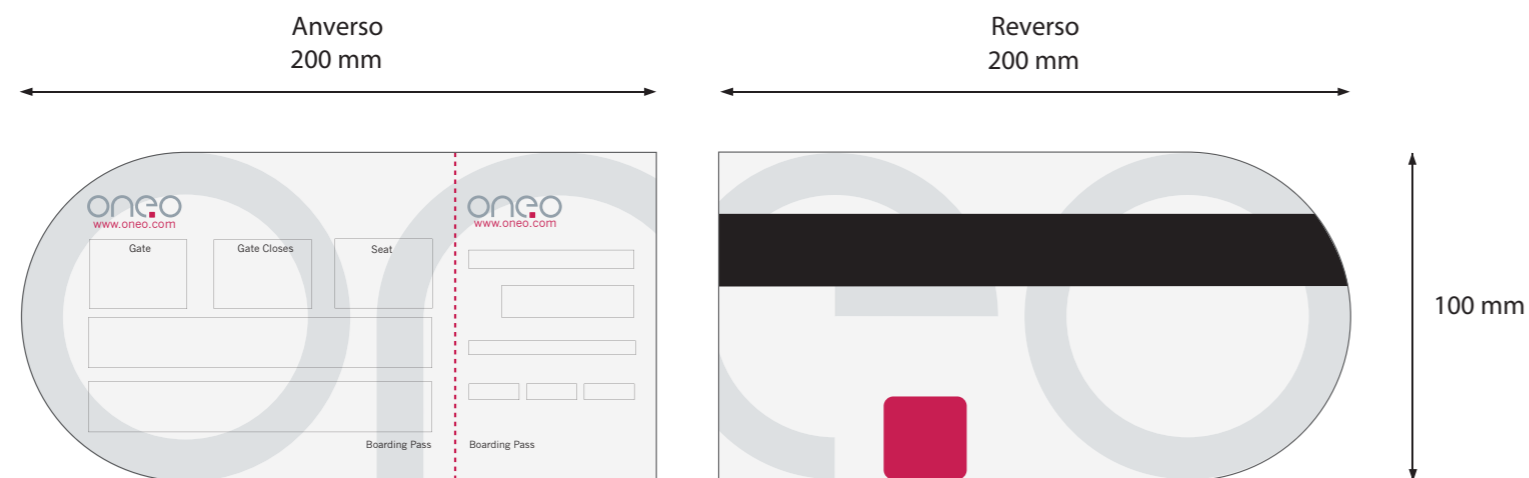 Anverso
200 mm
Reverso
200 mm
oneo
www.oneo.com
Gate
Gate Closes
Seat
Boarding Pass
oneo
www.oneo.com
Boarding Pass
100 mm